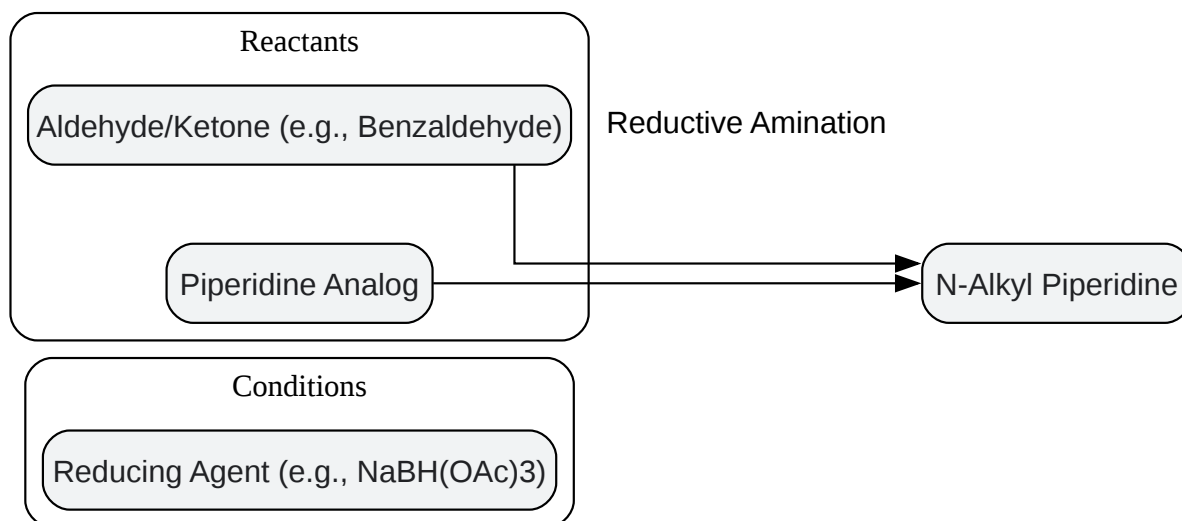 Reactants
Aldehyde/Ketone (e.g., Benzaldehyde)
Reductive Amination
Piperidine Analog
N-Alkyl Piperidine
Conditions
Reducing Agent (e.g., NaBH(OAc)3)